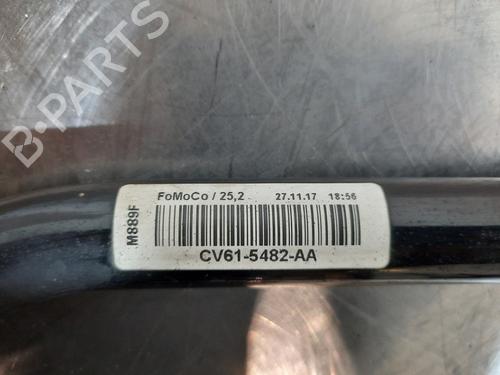 B-PARTS
FoMoCo / 25,2 27.11.17 18:56
M889F
CV61-5482-AA